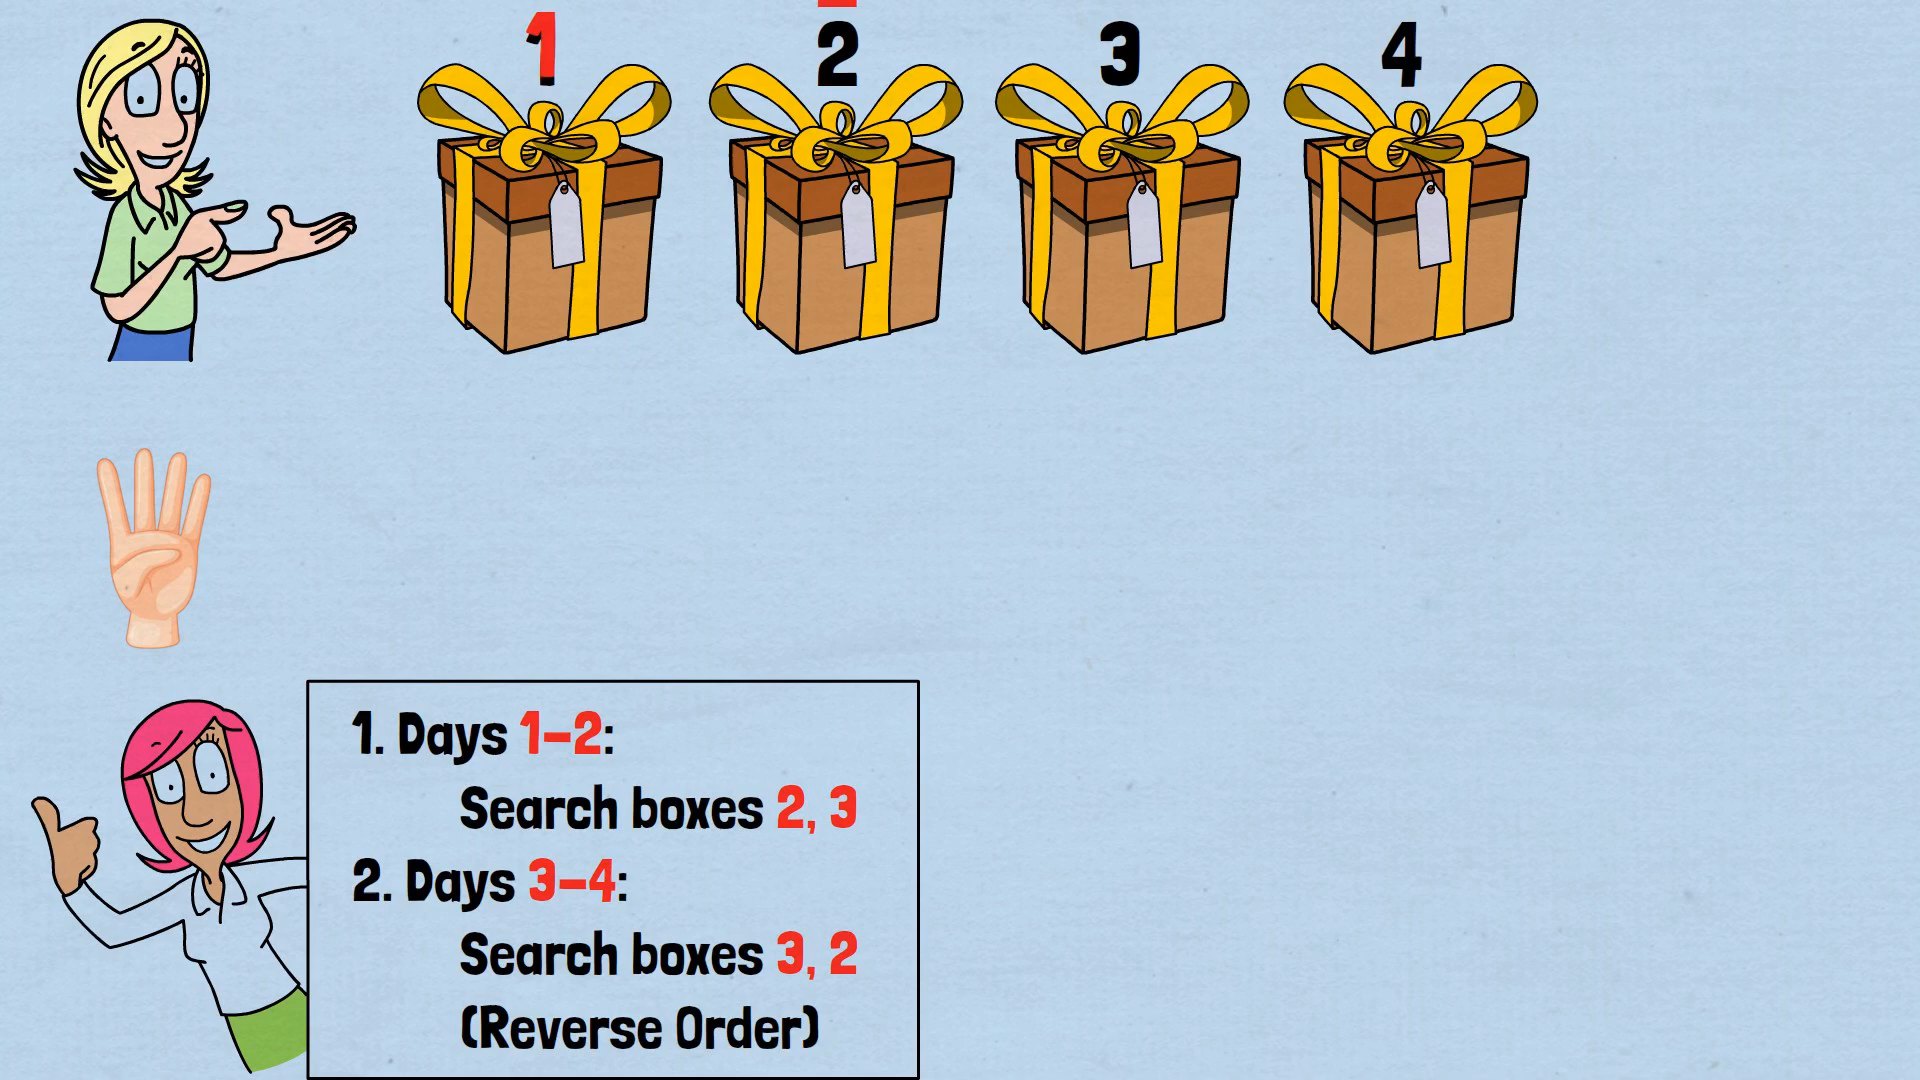 1 2 3 4
1. Days 1–2:
Search boxes 2, 3
2. Days 3–4:
Search boxes 3, 2
(Reverse Order)